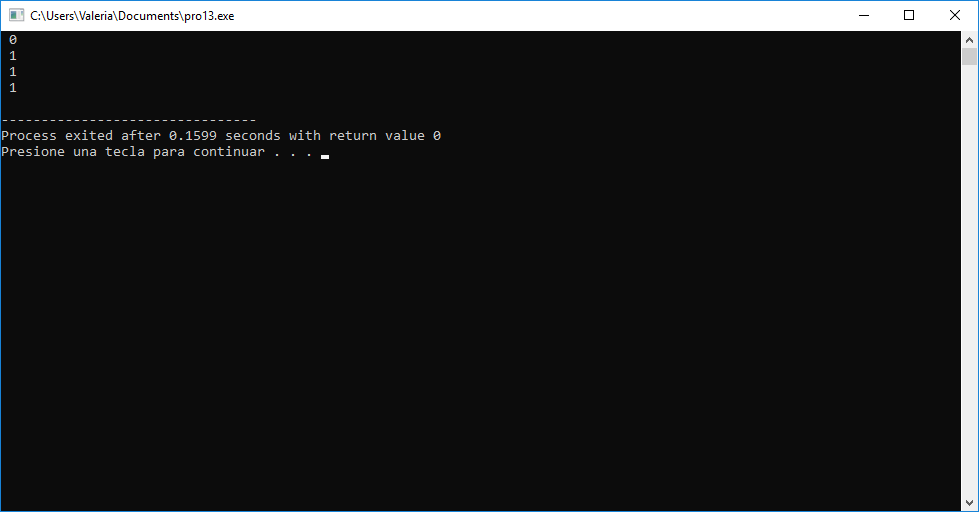 C:\Users\Valeria\Documents\pro13.exe
0
1
1
1
--------------------------------
Process exited after 0.1599 seconds with return value 0
Presione una tecla para continuar . . .